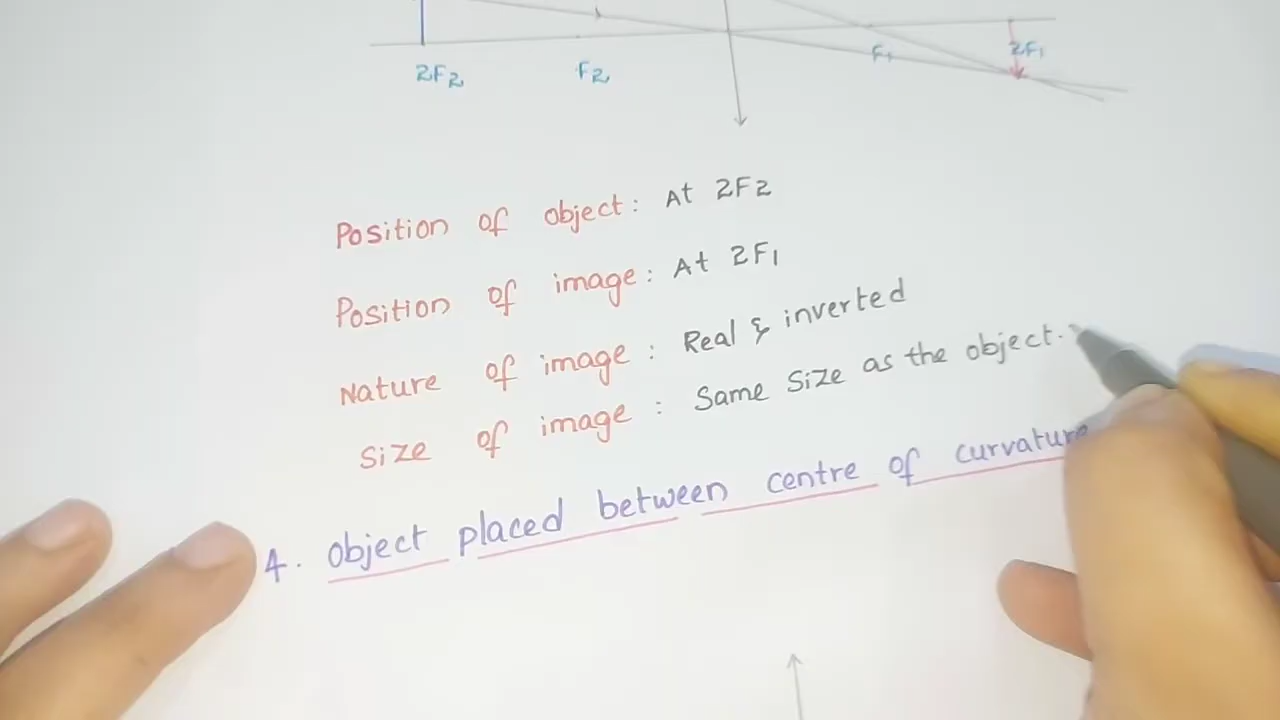 2F2 F2 F1 2F1
Position of object: At 2F2
Position of image: At 2F1
Nature of image: Real & inverted
Size of image: Same size as the object.
4. Object placed between centre of curvature